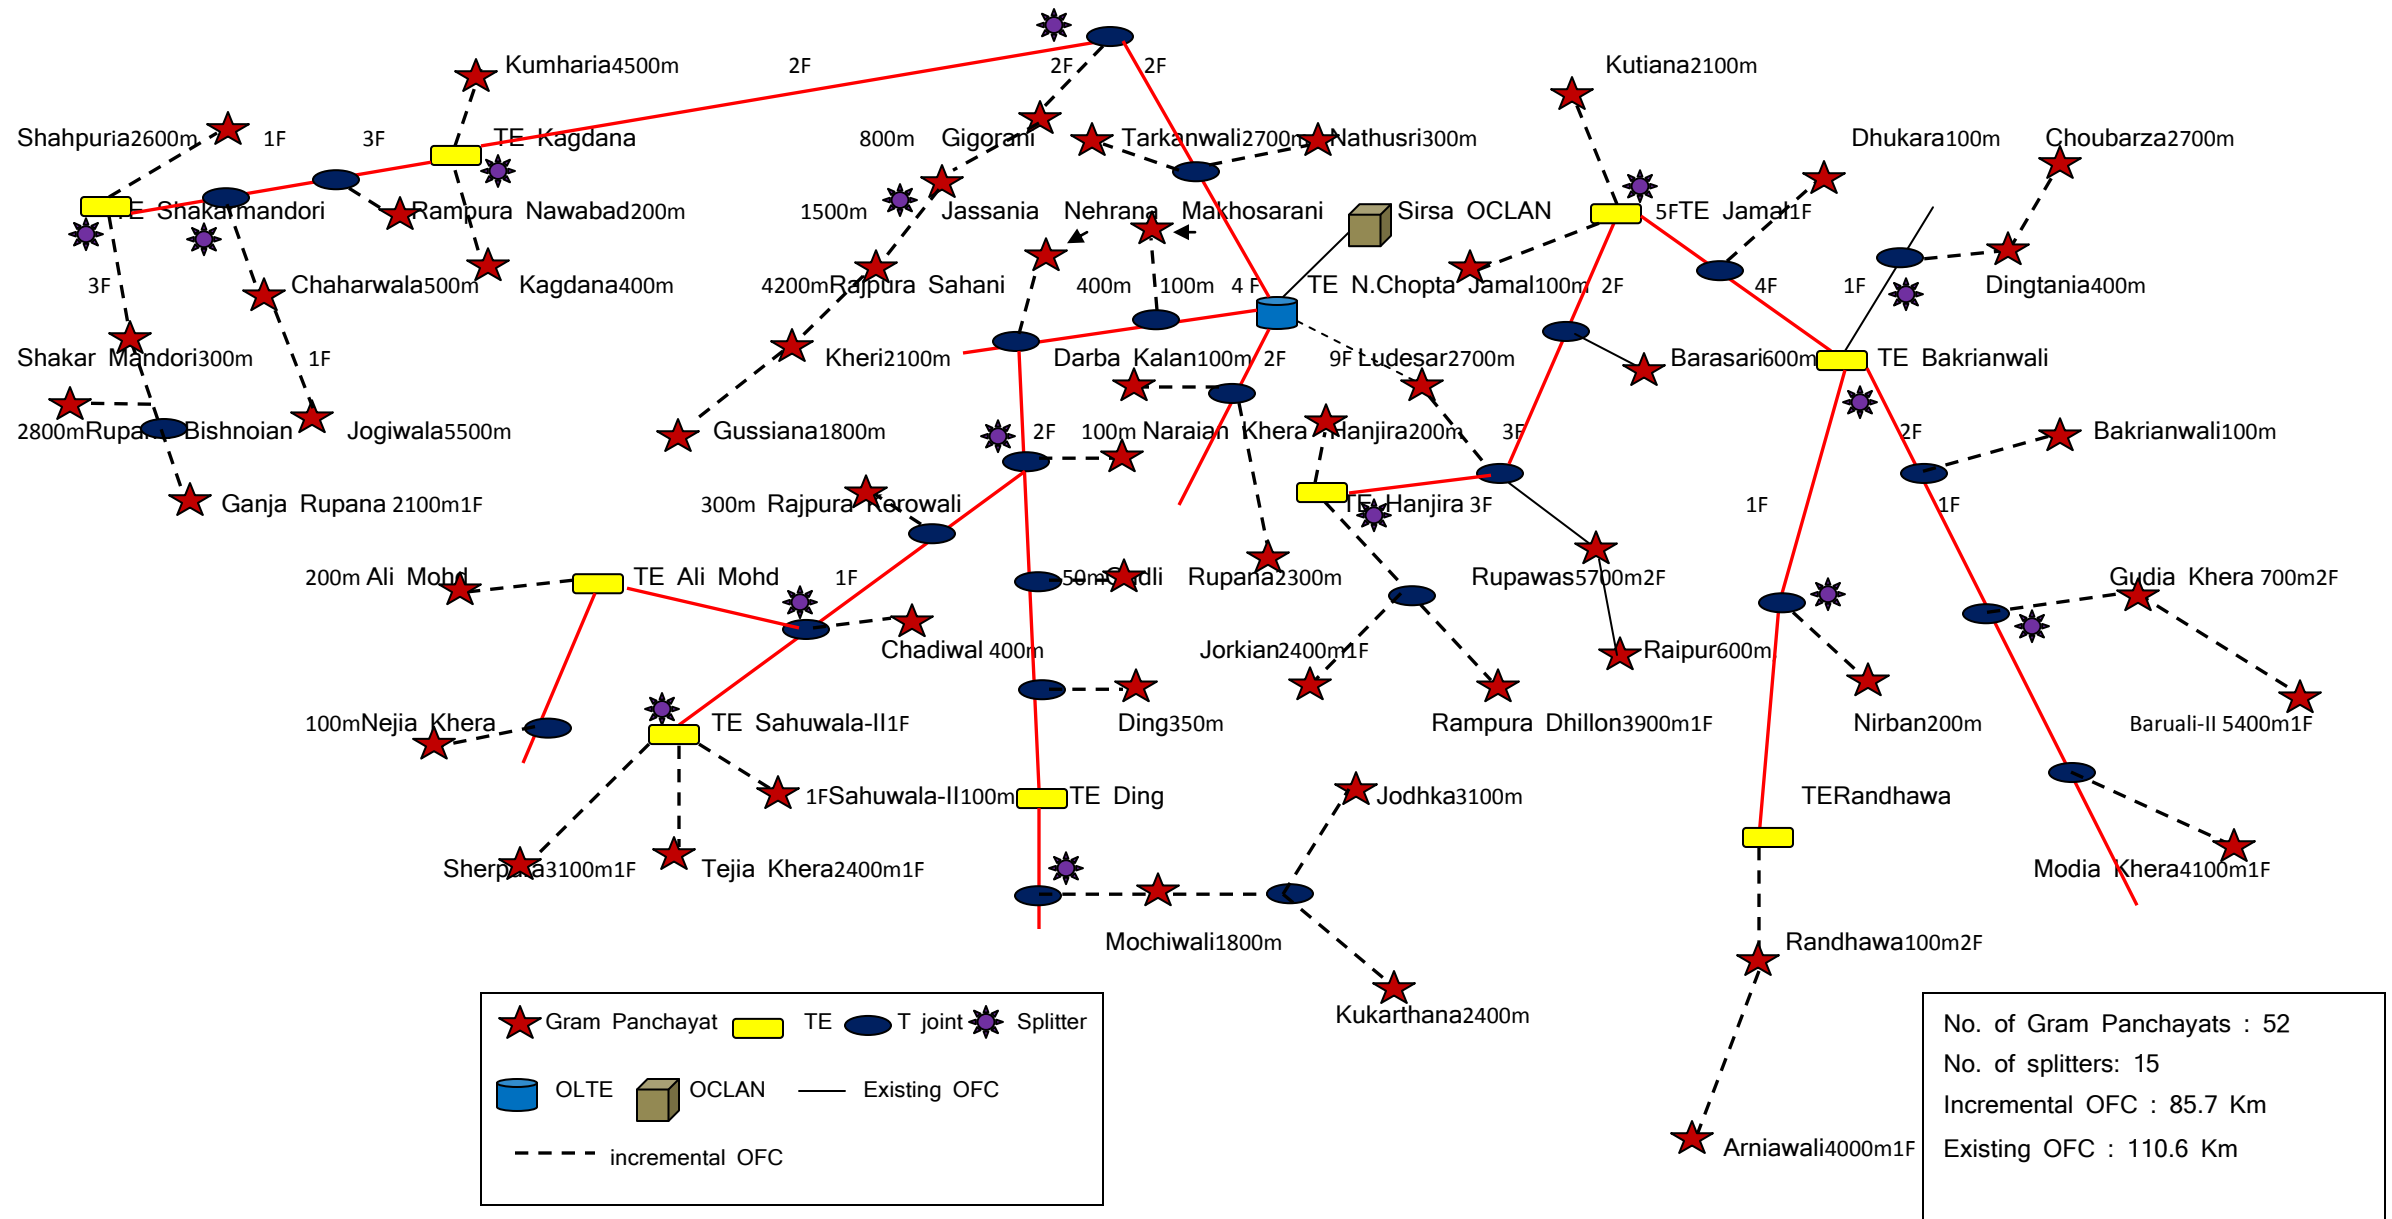 Kumharia4500m 2F 2F 2F Kutiana2100m
Shahpuria2600m 1F 3F TE Kagdana 800m Gigorani Tarkanwali2700m Nathusri300m Dhukara100m Choubarza2700m
TE Shakarmandori Rampura Nawabad200m 1500m Jassania Nehrana Makhosarani Sirsa OCLAN 5FTE Jamal1F
3F Chaharwala500m Kagdana400m 4200mRajpura Sahani 400m 100m 4 F TE N.Chopta Jamal100m 2F 4F 1F Dingtania400m
Shakar Mandori300m 1F Kheri2100m Darba Kalan100m 2F 9F Ludesar2700m Barasari600m TE Bakrianwali
2800mRupana Bishnoian Jogiwala5500m Gussiana1800m 2F 100m Naraian Khera Hanjira200m 3F 2F Bakrianwali100m
Ganja Rupana 2100m1F 300m Rajpura Kerowali TE Hanjira 3F 1F 1F
200m Ali Mohd TE Ali Mohd 1F 50mGudli Rupana2300m Rupawas5700m2F Gudia Khera 700m2F
Chadiwal 400m Jorkian2400m1F Raipur600m
100mNejia Khera TE Sahuwala-II1F Ding350m Rampura Dhillon3900m1F Nirban200m Baruali-II 5400m1F
1FSahuwala-II100m TE Ding Jodhka3100m TERandhawa
Sherpura3100m1F Tejia Khera2400m1F Modia Khera4100m1F
Mochiwali1800m Randhawa100m2F
Kukarthana2400m
Arniawali4000m1F
Gram Panchayat TE T joint Splitter
OLTE OCLAN Existing OFC
incremental OFC
No. of Gram Panchayats : 52
No. of splitters: 15
Incremental OFC : 85.7 Km
Existing OFC : 110.6 Km